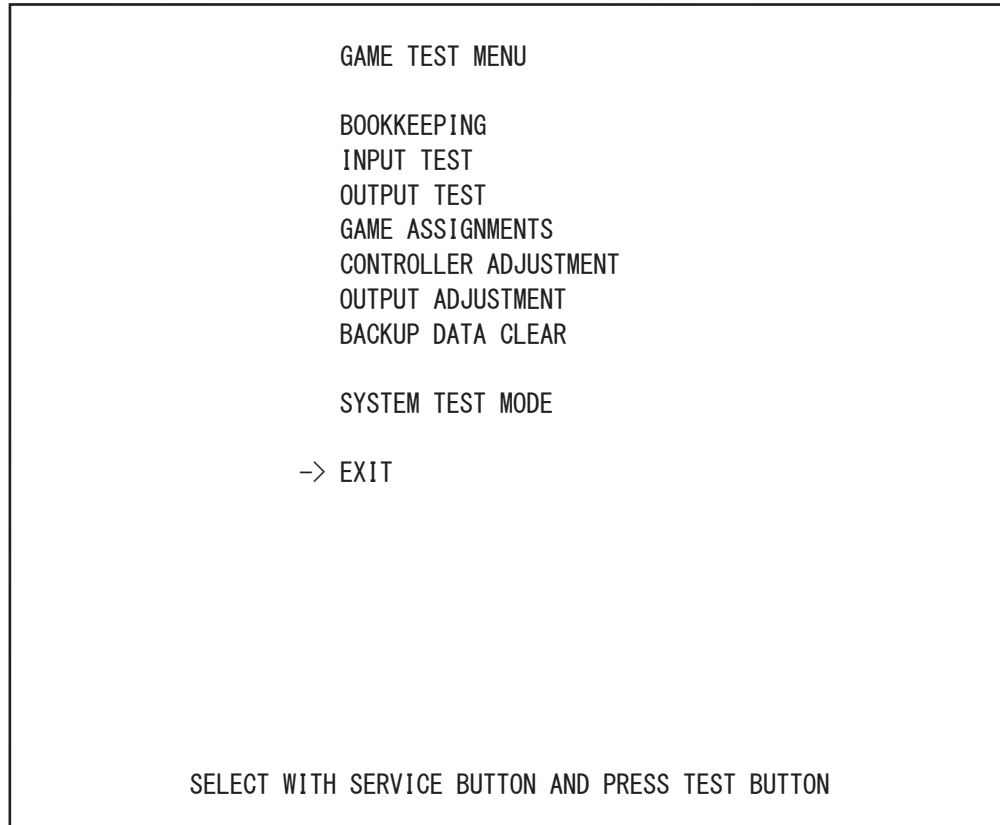 GAME TEST MENU
BOOKKEEPING
INPUT TEST
OUTPUT TEST
GAME ASSIGNMENTS
CONTROLLER ADJUSTMENT
OUTPUT ADJUSTMENT
BACKUP DATA CLEAR
SYSTEM TEST MODE
-> EXIT
SELECT WITH SERVICE BUTTON AND PRESS TEST BUTTON